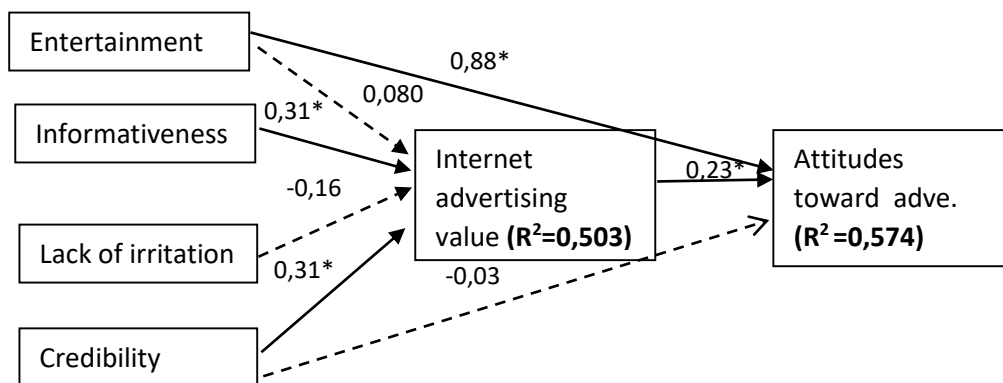 Entertainment
0,88*
0,080
0,31*
Informativeness
Internet
advertising
value (R²=0,503)
0,23*
Attitudes
toward adve.
(R² =0,574)
-0,16
Lack of irritation
0,31*
-0,03
Credibility